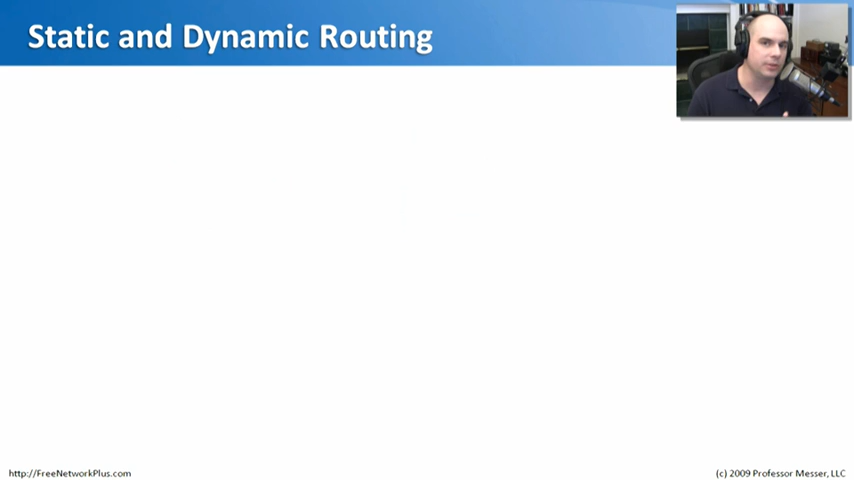 Static and Dynamic Routing
http://FreeNetworkPlus.com
(c) 2009 Professor Messer, LLC